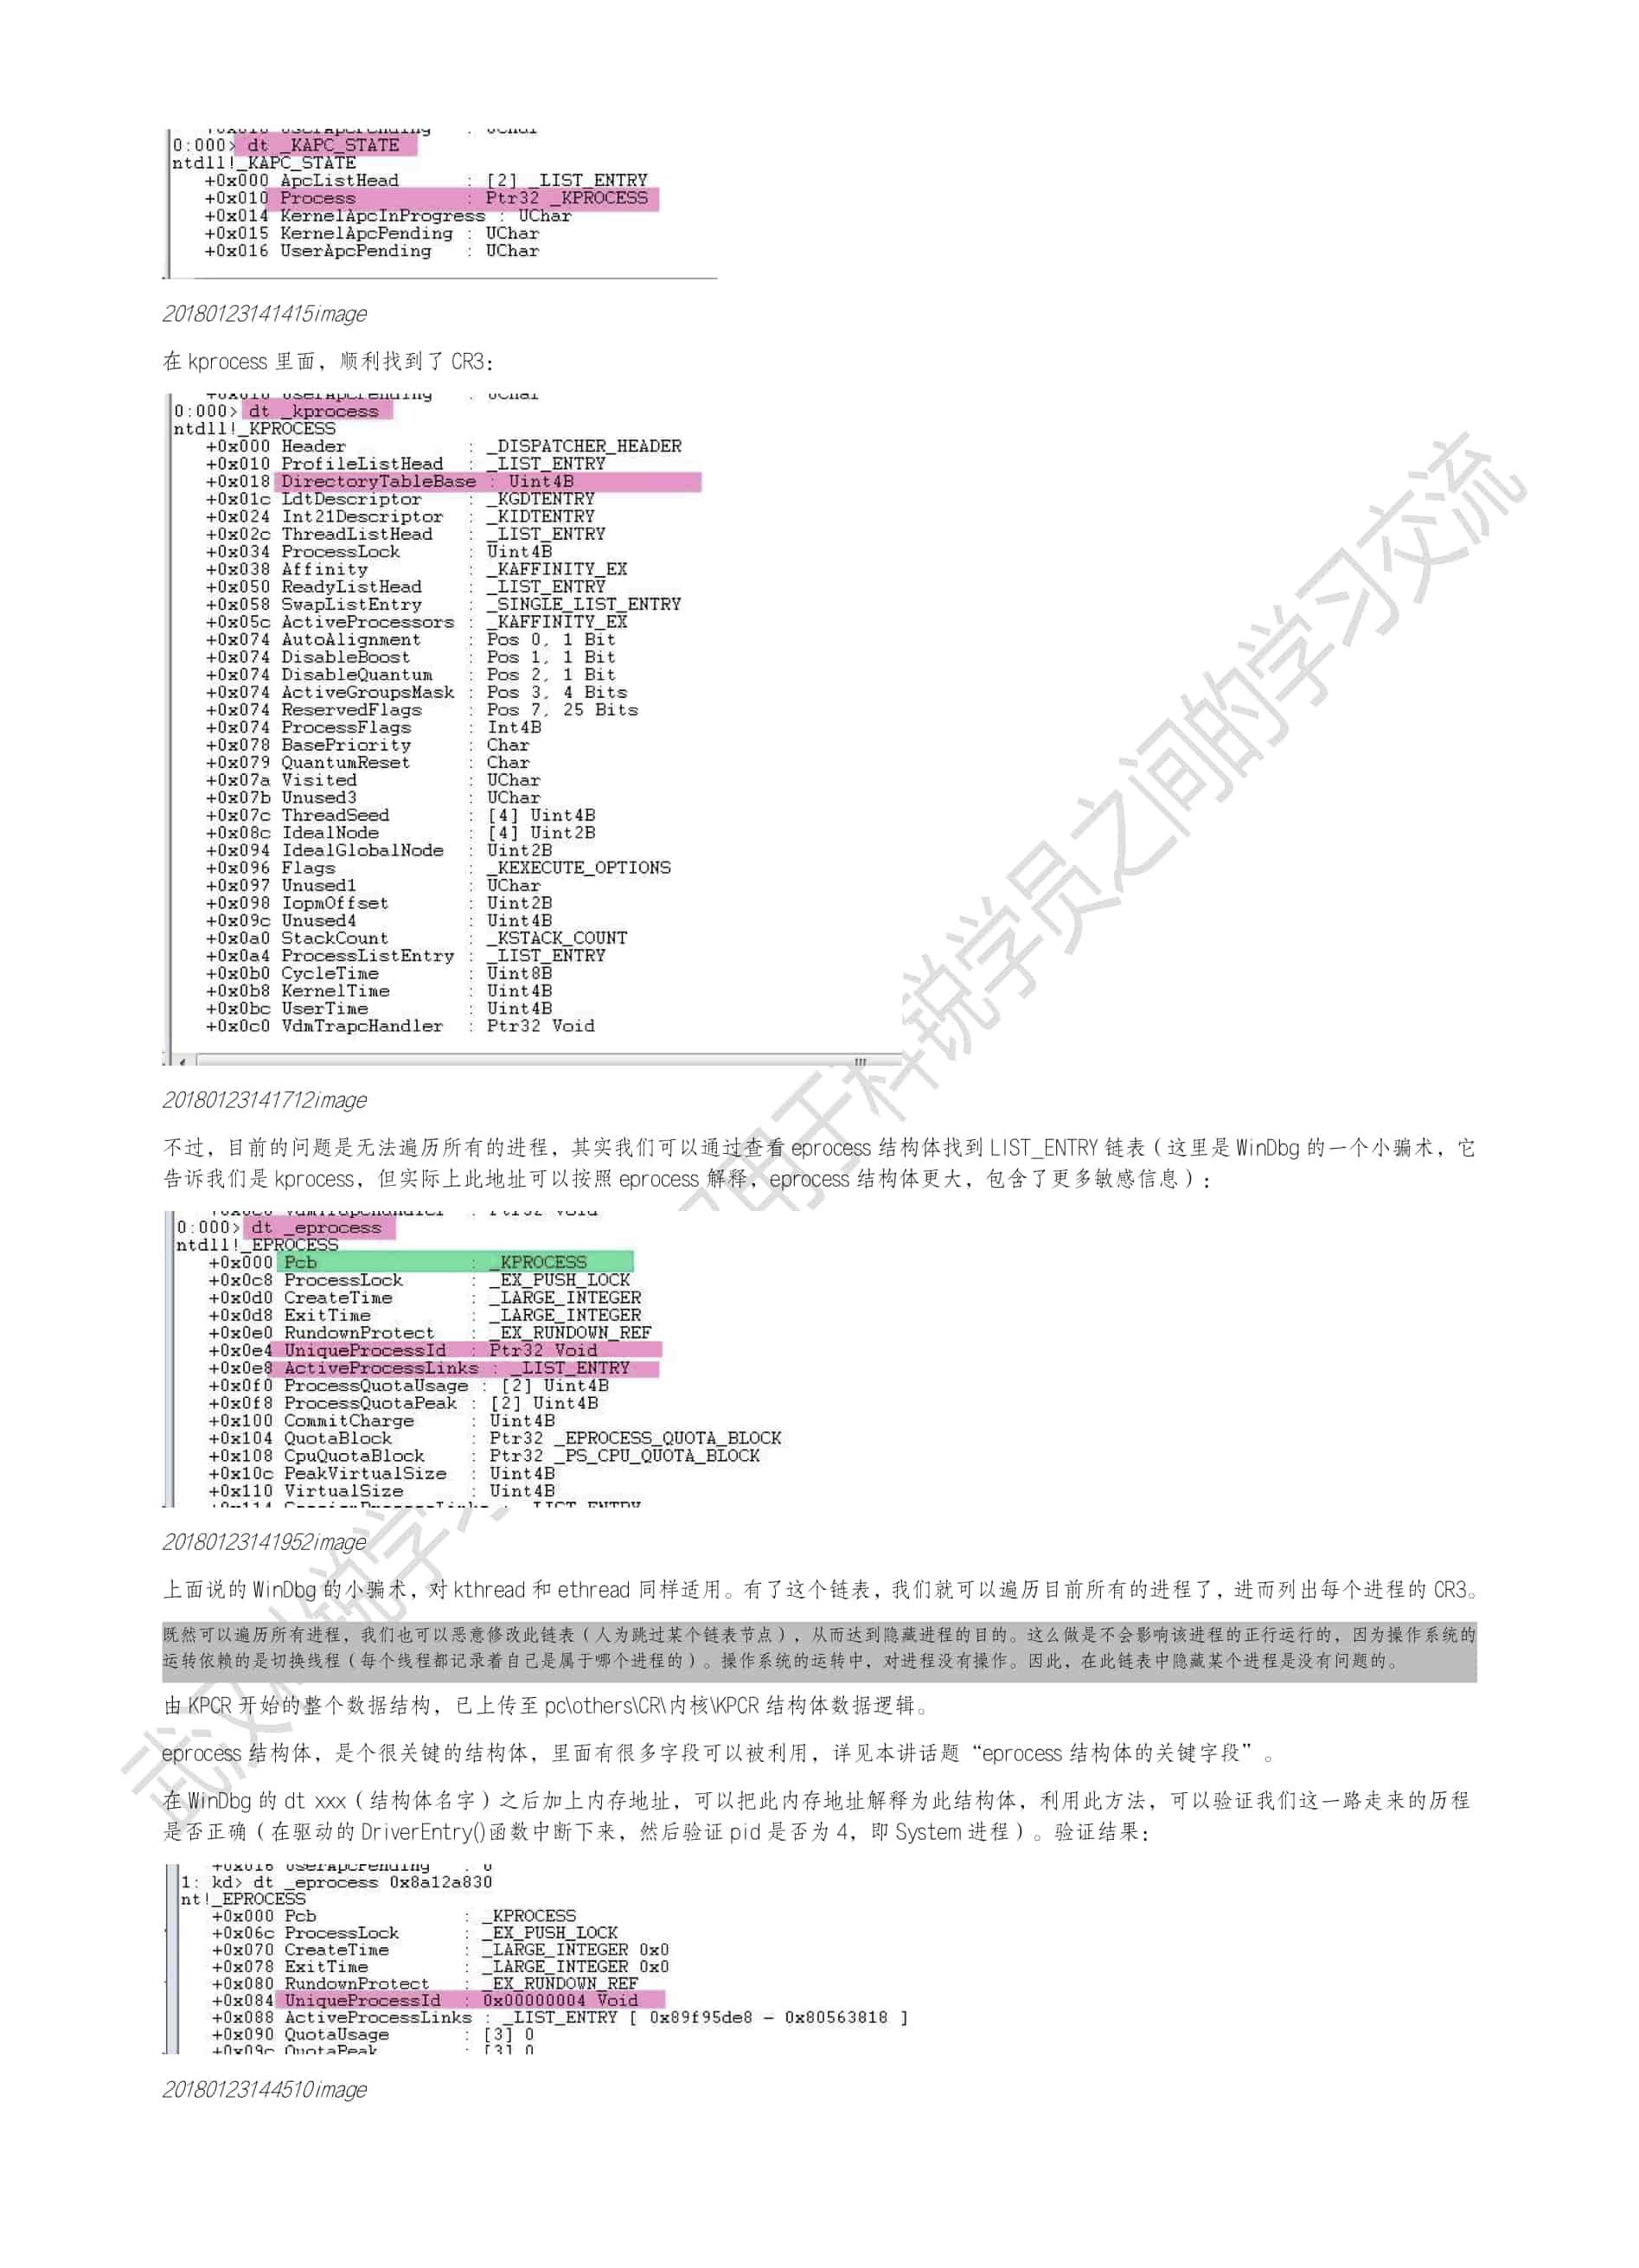 0:000> dt _KAPC_STATE
ntdll!_KAPC_STATE
+0x000 ApcListHead : [2] _LIST_ENTRY
+0x010 Process : Ptr32 _KPROCESS
+0x014 KernelApcInProgress : UChar
+0x015 KernelApcPending : UChar
+0x016 UserApcPending : UChar
20180123141415image
在 kprocess 里面，顺利找到了 CR3：
0:000> dt _kprocess
ntdll!_KPROCESS
+0x000 Header : _DISPATCHER_HEADER
+0x010 ProfileListHead : _LIST_ENTRY
+0x018 DirectoryTableBase : Uint4B
+0x01c LdtDescriptor : _KGDTENTRY
+0x024 Int21Descriptor : _KIDTENTRY
+0x02c ThreadListHead : _LIST_ENTRY
+0x034 ProcessLock : Uint4B
+0x038 Affinity : _KAFFINITY_EX
+0x050 ReadyListHead : _LIST_ENTRY
+0x058 SwapListEntry : _SINGLE_LIST_ENTRY
+0x05c ActiveProcessors : _KAFFINITY_EX
+0x074 AutoAlignment : Pos 0, 1 Bit
+0x074 DisableBoost : Pos 1, 1 Bit
+0x074 DisableQuantum : Pos 2, 1 Bit
+0x074 ActiveGroupsMask : Pos 3, 4 Bits
+0x074 ReservedFlags : Pos 7, 25 Bits
+0x074 ProcessFlags : Int4B
+0x078 BasePriority : Char
+0x079 QuantumReset : Char
+0x07a Visited : UChar
+0x07b Unused3 : UChar
+0x07c ThreadSeed : [4] Uint4B
+0x08c IdealNode : [4] Uint2B
+0x094 IdealGlobalNode : Uint2B
+0x096 Flags : _KEXECUTE_OPTIONS
+0x097 Unused1 : UChar
+0x098 IopmOffset : Uint2B
+0x09c Unused4 : Uint4B
+0x0a0 StackCount : _KSTACK_COUNT
+0x0a4 ProcessListEntry : _LIST_ENTRY
+0x0b0 CycleTime : Uint8B
+0x0b8 KernelTime : Uint4B
+0x0bc UserTime : Uint4B
+0x0c0 VdmTrapcHandler : Ptr32 Void
20180123141712image
不过，目前的问题是无法遍历所有的进程，其实我们可以通过查看 eprocess 结构体找到 LIST_ENTRY 链表（这里是 WinDbg 的一个小骗术，它
告诉我们是 kprocess，但实际上此地址可以按照 eprocess 解释，eprocess 结构体更大，包含了更多敏感信息）：
0:000> dt _eprocess
ntdll!_EPROCESS
+0x000 Pcb : _KPROCESS
+0x0c8 ProcessLock : _EX_PUSH_LOCK
+0x0d0 CreateTime : _LARGE_INTEGER
+0x0d8 ExitTime : _LARGE_INTEGER
+0x0e0 RundownProtect : _EX_RUNDOWN_REF
+0x0e4 UniqueProcessId : Ptr32 Void
+0x0e8 ActiveProcessLinks : _LIST_ENTRY
+0x0f0 ProcessQuotaUsage : [2] Uint4B
+0x0f8 ProcessQuotaPeak : [2] Uint4B
+0x100 CommitCharge : Uint4B
+0x104 QuotaBlock : Ptr32 _EPROCESS_QUOTA_BLOCK
+0x108 CpuQuotaBlock : Ptr32 _PS_CPU_QUOTA_BLOCK
+0x10c PeakVirtualSize : Uint4B
+0x110 VirtualSize : Uint4B
20180123141952image
上面说的 WinDbg 的小骗术，对 kthread 和 ethread 同样适用。有了这个链表，我们就可以遍历目前所有的进程了，进而列出每个进程的 CR3。
既然可以遍历所有进程，我们也可以恶意修改此链表（人为跳过某个链表节点），从而达到隐藏进程的目的。这么做是不会影响该进程的正行运行的，因为操作系统的
运转依赖的是切换线程（每个线程都记录着自己是属于哪个进程的）。操作系统的运转中，对进程没有操作。因此，在此链表中隐藏某个进程是没有问题的。
由 KPCR 开始的整个数据结构，已上传至 pc\others\CR\内核\KPCR 结构体数据逻辑。
eprocess 结构体，是个很关键的结构体，里面有很多字段可以被利用，详见本讲话题“eprocess 结构体的关键字段”。
在 WinDbg 的 dt xxx（结构体名字）之后加上内存地址，可以把此内存地址解释为此结构体，利用此方法，可以验证我们这一路走来的历程
是否正确（在驱动的 DriverEntry()函数中断下来，然后验证 pid 是否为 4，即 System 进程）。验证结果：
1: kd> dt _eprocess 0x8a12a830
nt!_EPROCESS
+0x000 Pcb : _KPROCESS
+0x06c ProcessLock : _EX_PUSH_LOCK
+0x070 CreateTime : _LARGE_INTEGER 0x0
+0x078 ExitTime : _LARGE_INTEGER 0x0
+0x080 RundownProtect : _EX_RUNDOWN_REF
+0x084 UniqueProcessId : 0x00000004 Void
+0x088 ActiveProcessLinks : _LIST_ENTRY [ 0x89f95de8 - 0x80563818 ]
+0x090 QuotaUsage : [3] 0
+0x09c QuotaPeak : [3] 0
20180123144510image